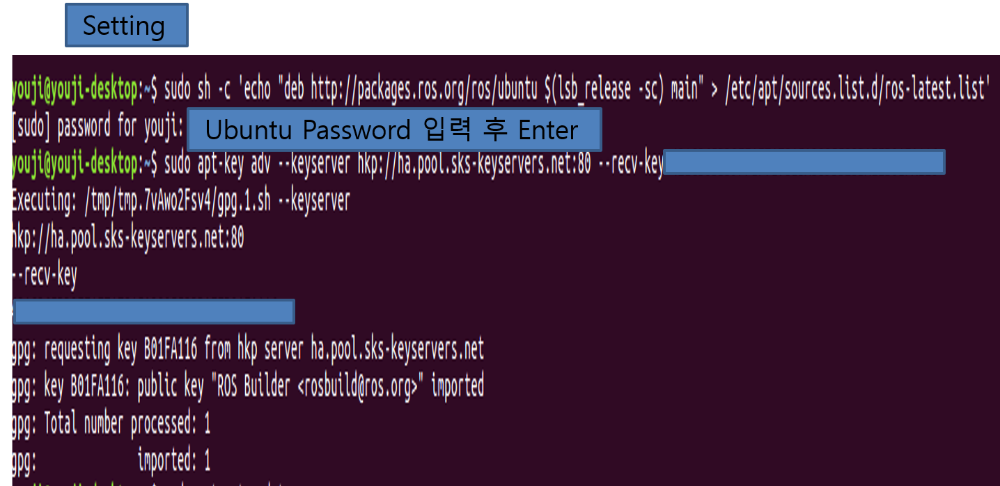 Setting
youji@youji-desktop:~$ sudo sh -c 'echo "deb http://packages.ros.org/ros/ubuntu $(lsb_release -sc) main" > /etc/apt/sources.list.d/ros-latest.list'
[sudo] password for youji: Ubuntu Password 입력 후 Enter
youji@youji-desktop:~$ sudo apt-key adv --keyserver hkp://ha.pool.sks-keyservers.net:80 --recv-key
Executing: /tmp/tmp.7vAwo2Fsv4/gpg.1.sh --keyserver
hkp://ha.pool.sks-keyservers.net:80
--recv-key
gpg: requesting key B01FA116 from hkp server ha.pool.sks-keyservers.net
gpg: key B01FA116: public key "ROS Builder <rosbuild@ros.org>" imported
gpg: Total number processed: 1
gpg: imported: 1